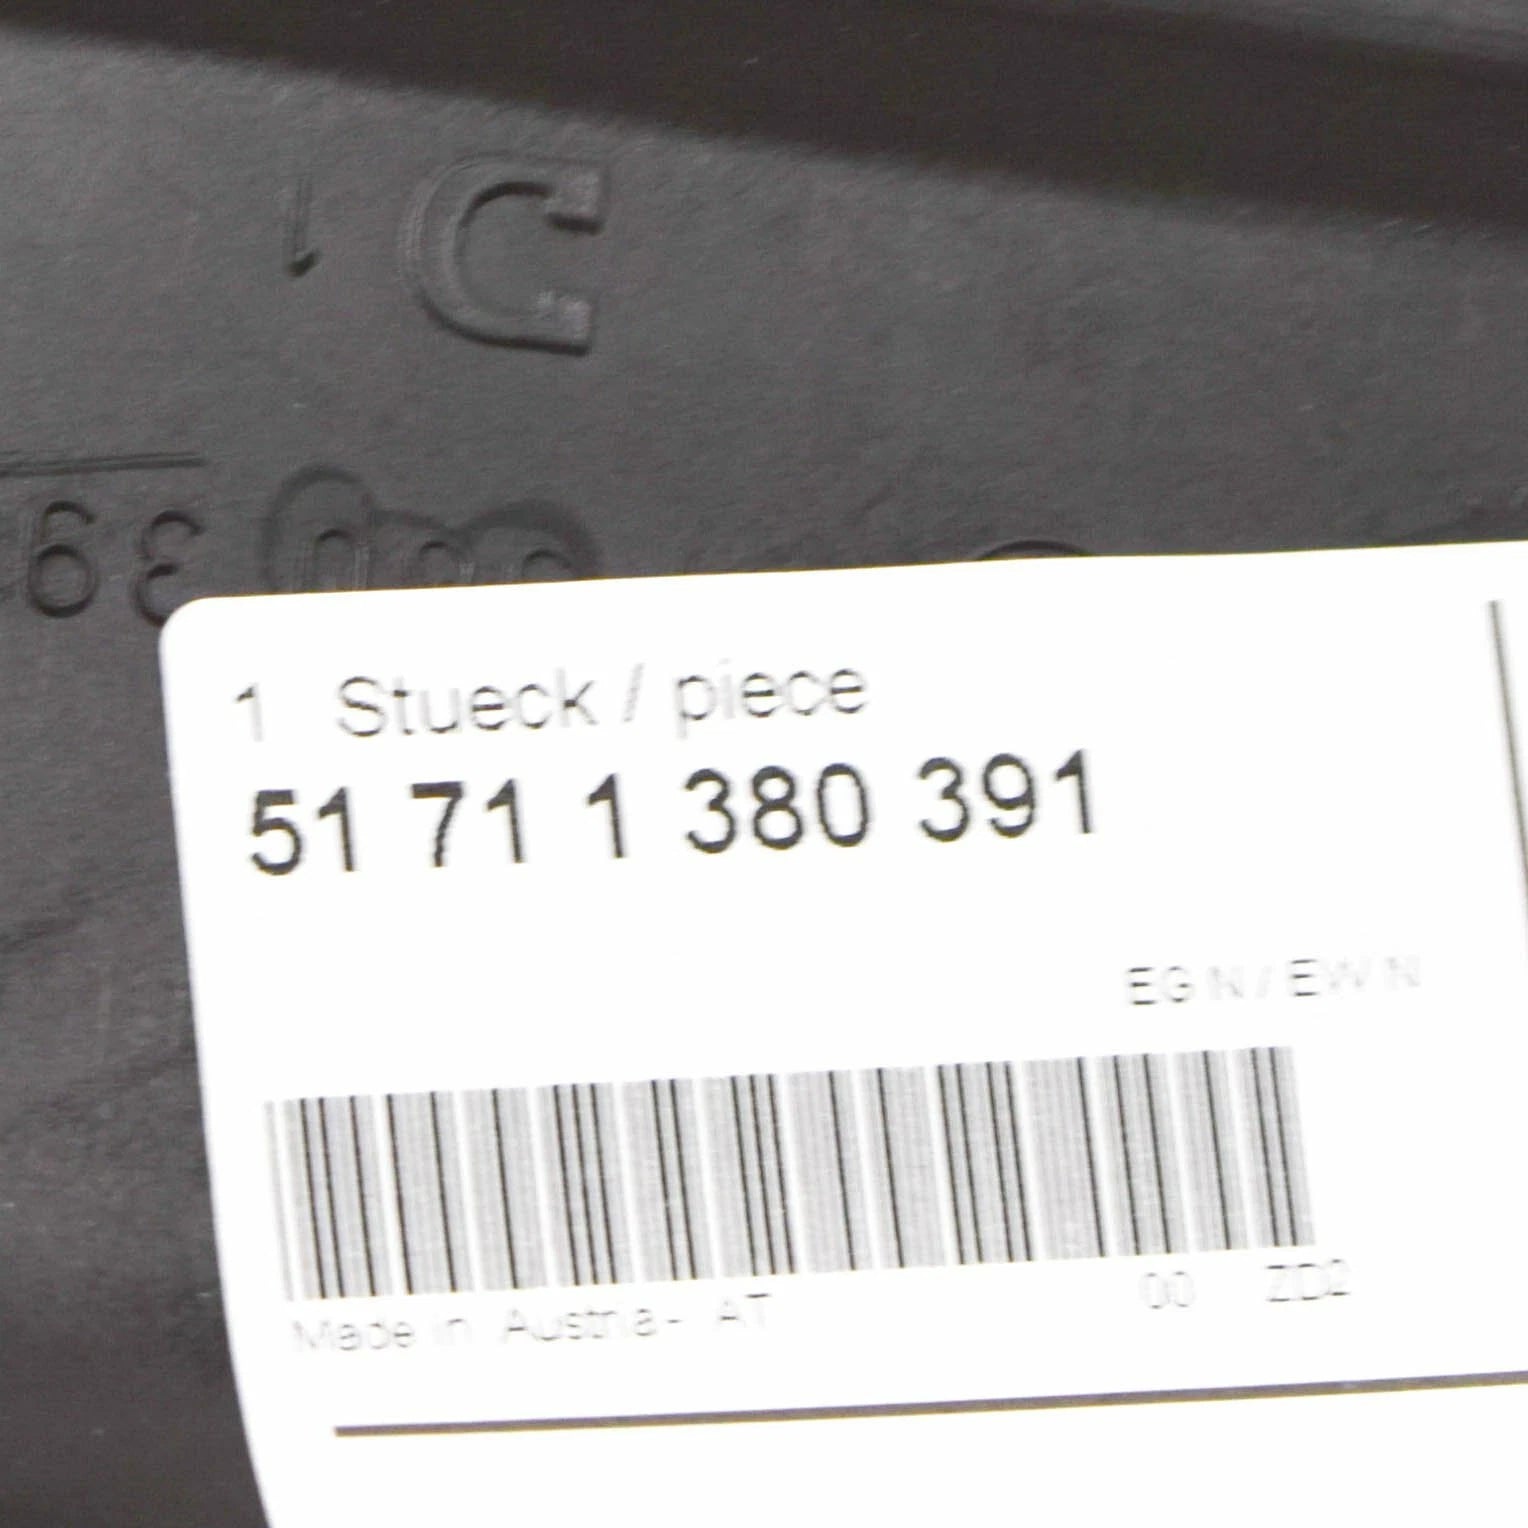 1 Stueck / piece
51 71 1 380 391
EG N / EW N
Made in Austria - AT 00 ZD2